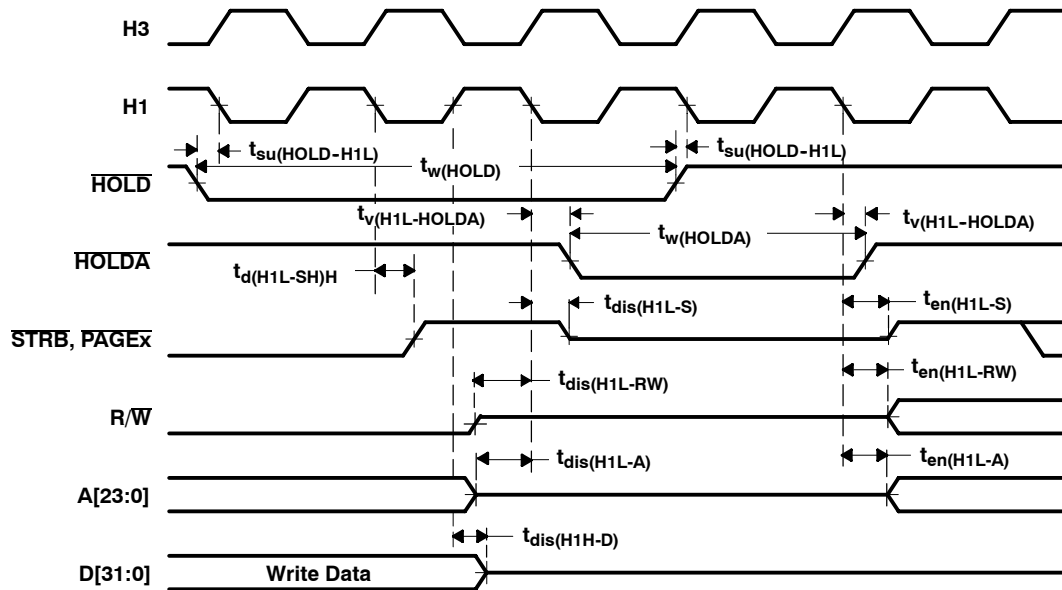 H3
H1
tsu(HOLD-H1L)
tsu(HOLD-H1L)
tw(HOLD)
HOLD
tv(H1L-HOLDA)
tv(H1L-HOLDA)
tw(HOLDA)
HOLDA
td(H1L-SH)H
tdis(H1L-S)
ten(H1L-S)
STRB, PAGEx
tdis(H1L-RW)
ten(H1L-RW)
R/W
tdis(H1L-A)
ten(H1L-A)
A[23:0]
tdis(H1H-D)
D[31:0]
Write Data